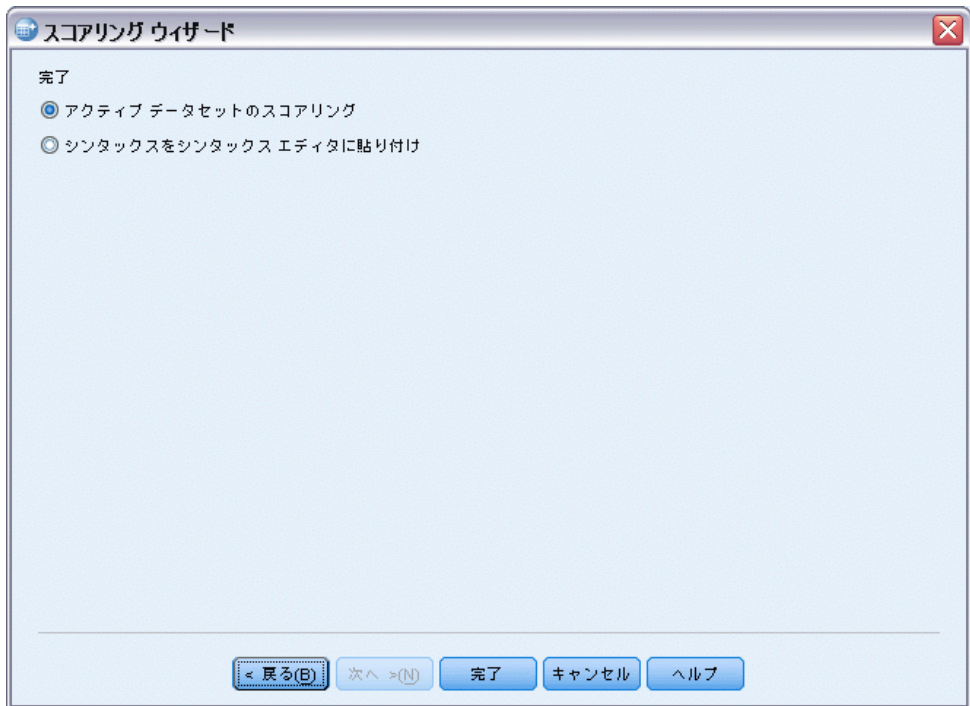 スコアリング ウィザード
完了
アクティブ データセットのスコアリング
シンタックスをシンタックス エディタに貼り付け
< 戻る(B) 次へ >(N) 完了 キャンセル ヘルプ